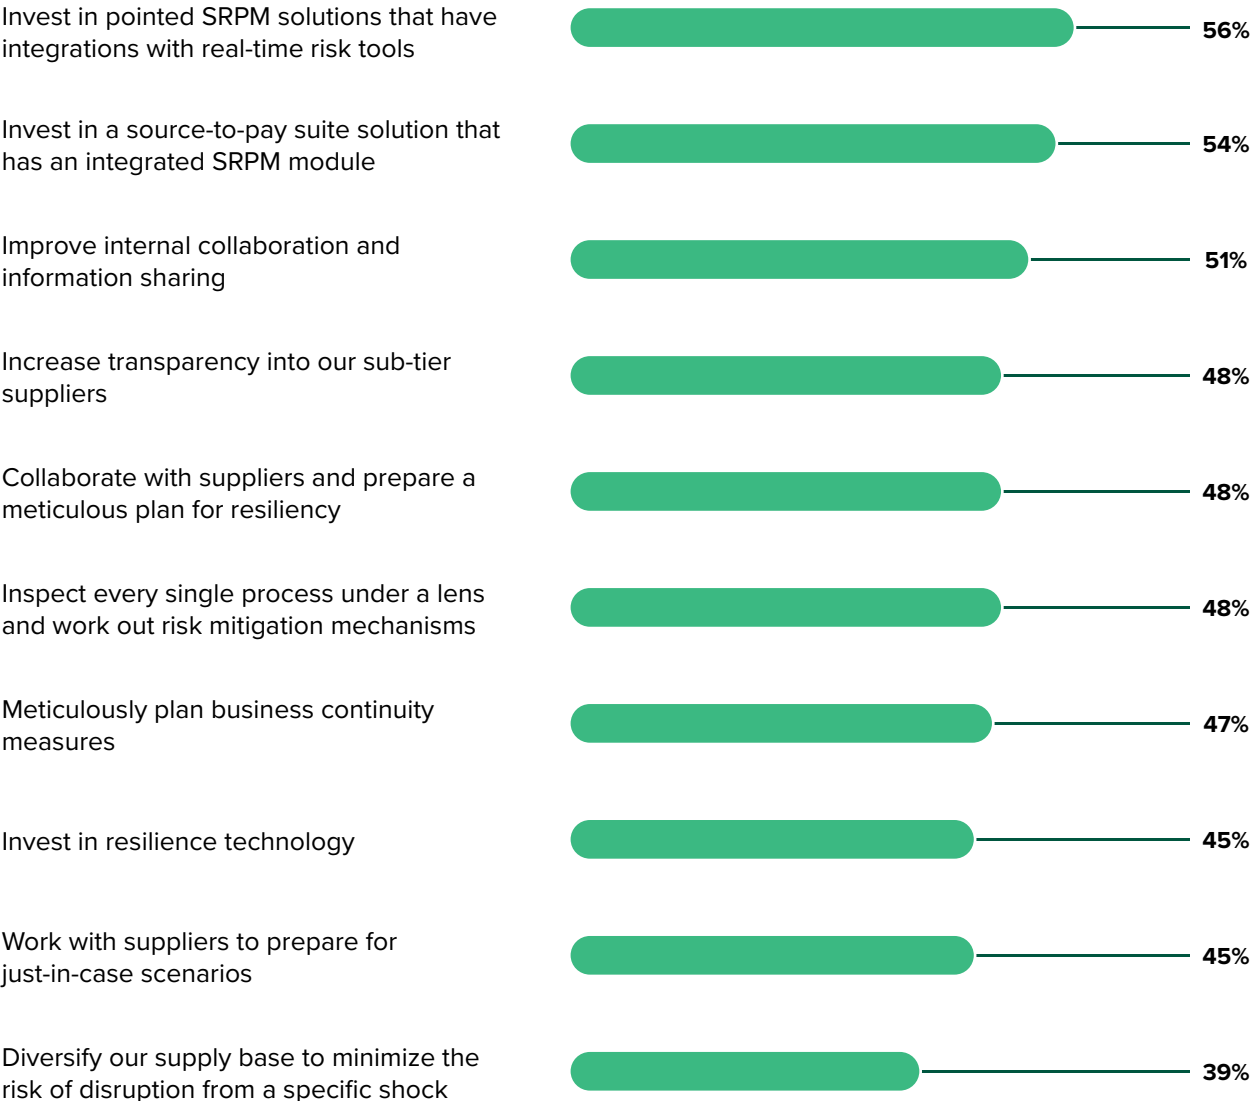 Invest in pointed SRPM solutions that have
integrations with real-time risk tools
56%
Invest in a source-to-pay suite solution that
has an integrated SRPM module
54%
Improve internal collaboration and
information sharing
51%
Increase transparency into our sub-tier
suppliers
48%
Collaborate with suppliers and prepare a
meticulous plan for resiliency
48%
Inspect every single process under a lens
and work out risk mitigation mechanisms
48%
Meticulously plan business continuity
measures
47%
Invest in resilience technology
45%
Work with suppliers to prepare for
just-in-case scenarios
45%
Diversify our supply base to minimize the
risk of disruption from a specific shock
39%